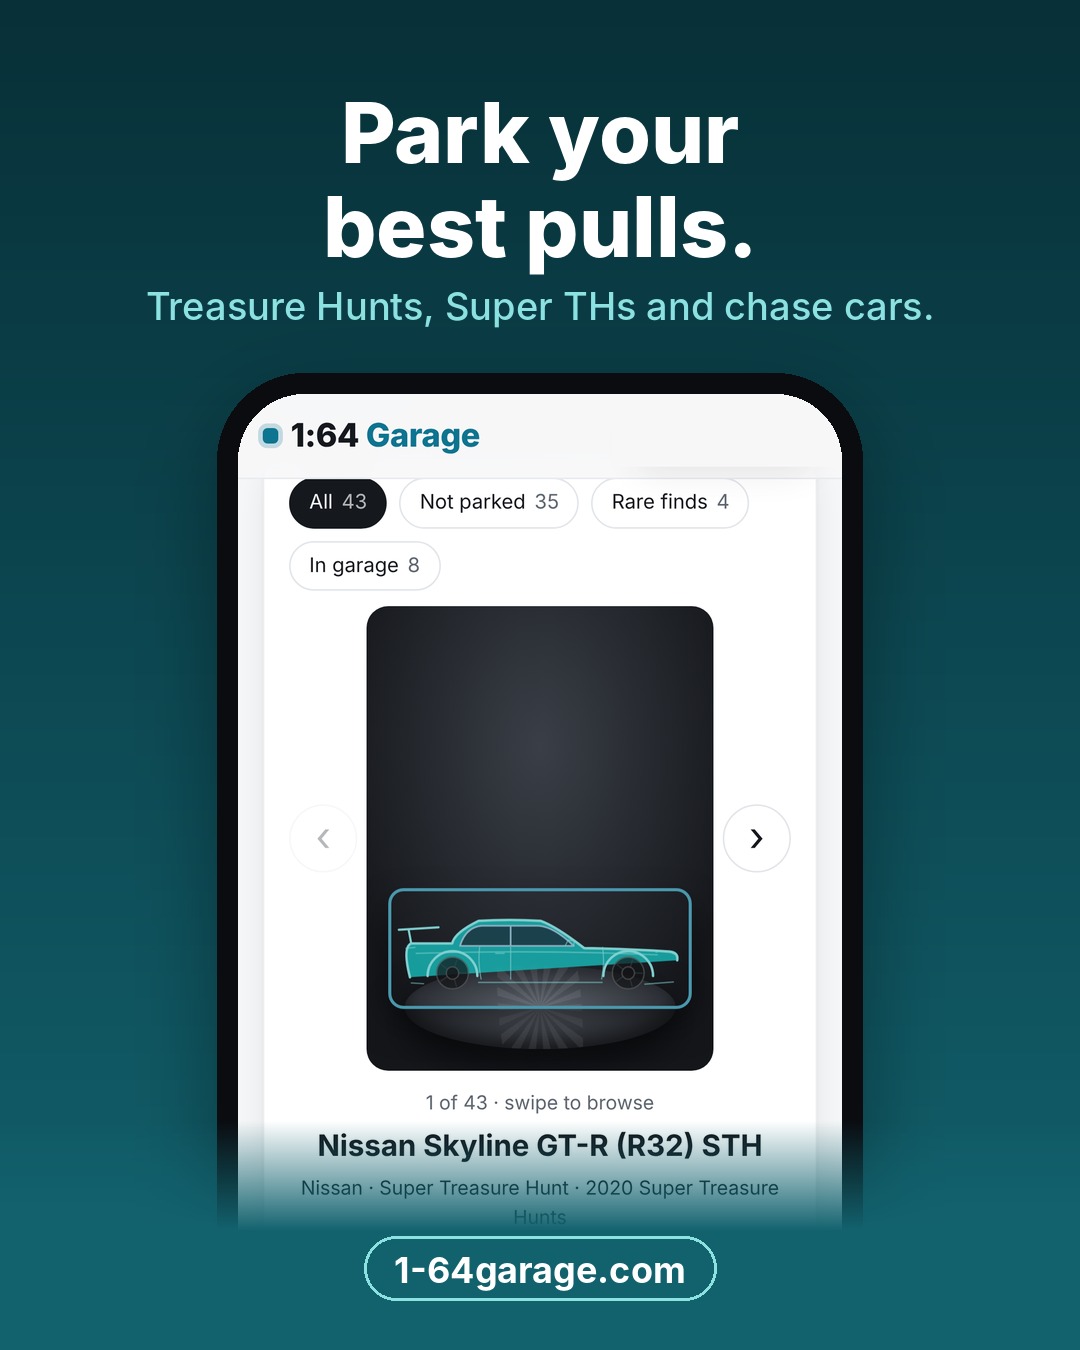 Park your
best pulls.
Treasure Hunts, Super THs and chase cars.
1:64 Garage
All 43
Not parked 35
Rare finds 4
In garage 8
1 of 43 · swipe to browse
Nissan Skyline GT-R (R32) STH
Nissan · Super Treasure Hunt · 2020 Super Treasure
Hunts
1-64garage.com